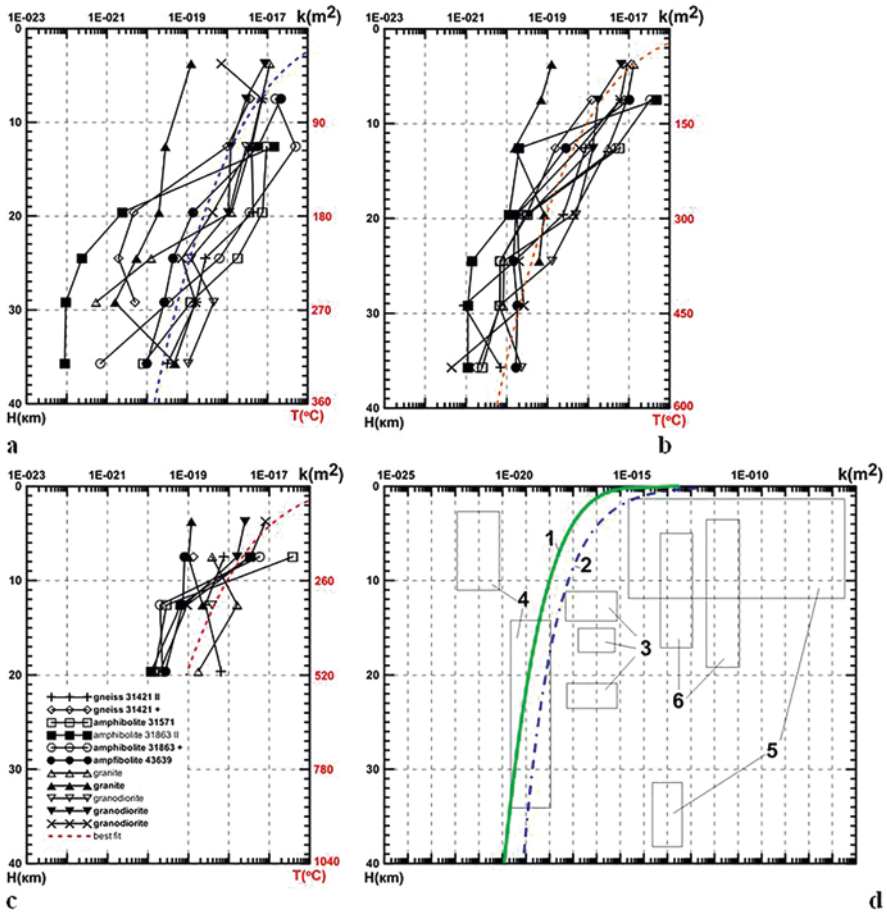 1E-023 1E-021 1E-019 1E-017 k(m²)
0
10
20
30
40
90
180
270
360
H(км) T(°C)
a
1E-023 1E-021 1E-019 1E-017 k(m²)
0
10
20
30
40
150
300
450
600
H(км) T(°C)
b
1E-023 1E-021 1E-019 1E-017 k(m²)
0
10
20
30
40
260
520
780
1040
gneiss 31421 II
gneiss 31421 +
amphibolite 31571
amphibolite 31863 II
amphibolite 31863 +
ampfibolite 43639
granite
granite
granodiorite
granodiorite
granodiorite
best fit
H(км) T(°C)
c
1E-025 1E-020 1E-015 1E-010 k(m²)
0
10
20
30
40
1
2
4
3
6
5
H(км)
d